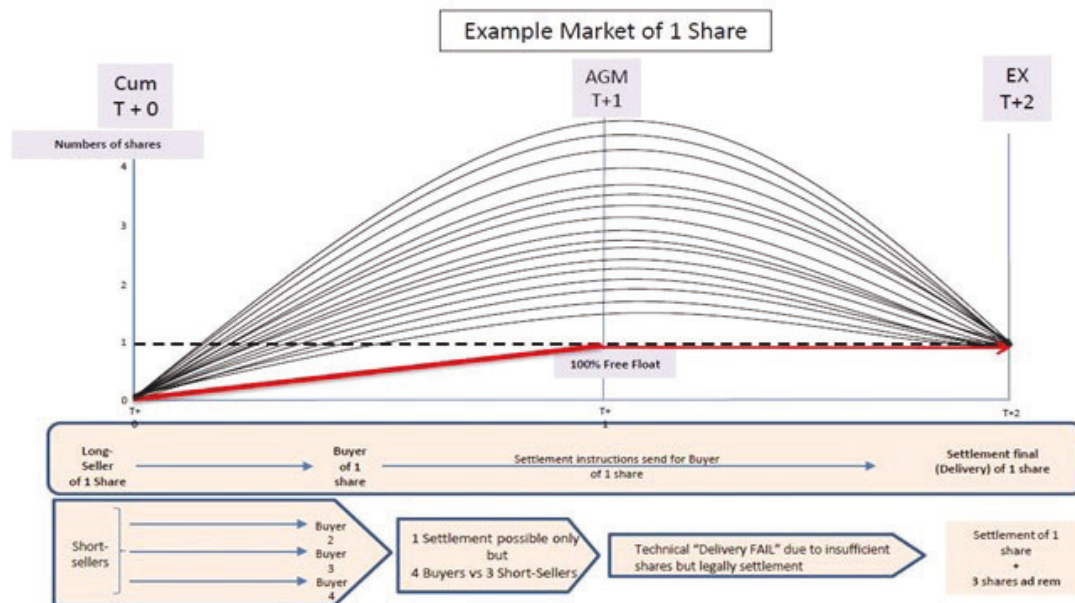 Example Market of 1 Share
Cum
T + 0
AGM
T+1
EX
T+2
Numbers of shares
4
3
2
1
0
100% Free Float
T+
0
T+
1
T+2
Long-
Seller
of 1 Share
Buyer
of 1
share
Settlement instructions send for Buyer
of 1 share
Settlement final
(Delivery) of 1 share
Short-
sellers
Buyer
2
Buyer
3
Buyer
4
1 Settlement possible only
but
4 Buyers vs 3 Short-Sellers
Technical “Delivery FAIL” due to insufficient
shares but legally settlement
Settlement of 1
share
+
3 shares ad rem